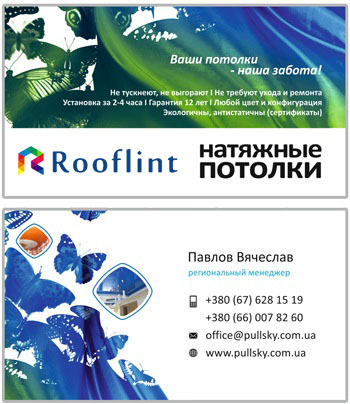 Ваши потолки
- наша забота!
Не тускнеют, не выгорают I Не требуют ухода и ремонта
Установка за 2-4 часа I Гарантия 12 лет I Любой цвет и конфигурация
Экологичны, антистатичны (сертификаты)
Rooflint
НАТЯЖНЫЕ
ПОТОЛКИ
Павлов Вячеслав
региональный менеджер
+380 (67) 628 15 19
+380 (66) 007 82 60
office@pullsky.com.ua
www.pullsky.com.ua